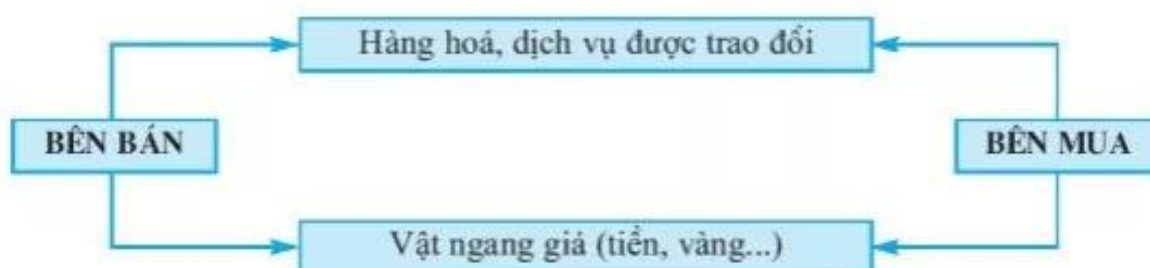 Hàng hoá, dịch vụ được trao đổi
BÊN BÁN
BÊN MUA
Vật ngang giá (tiền, vàng...)